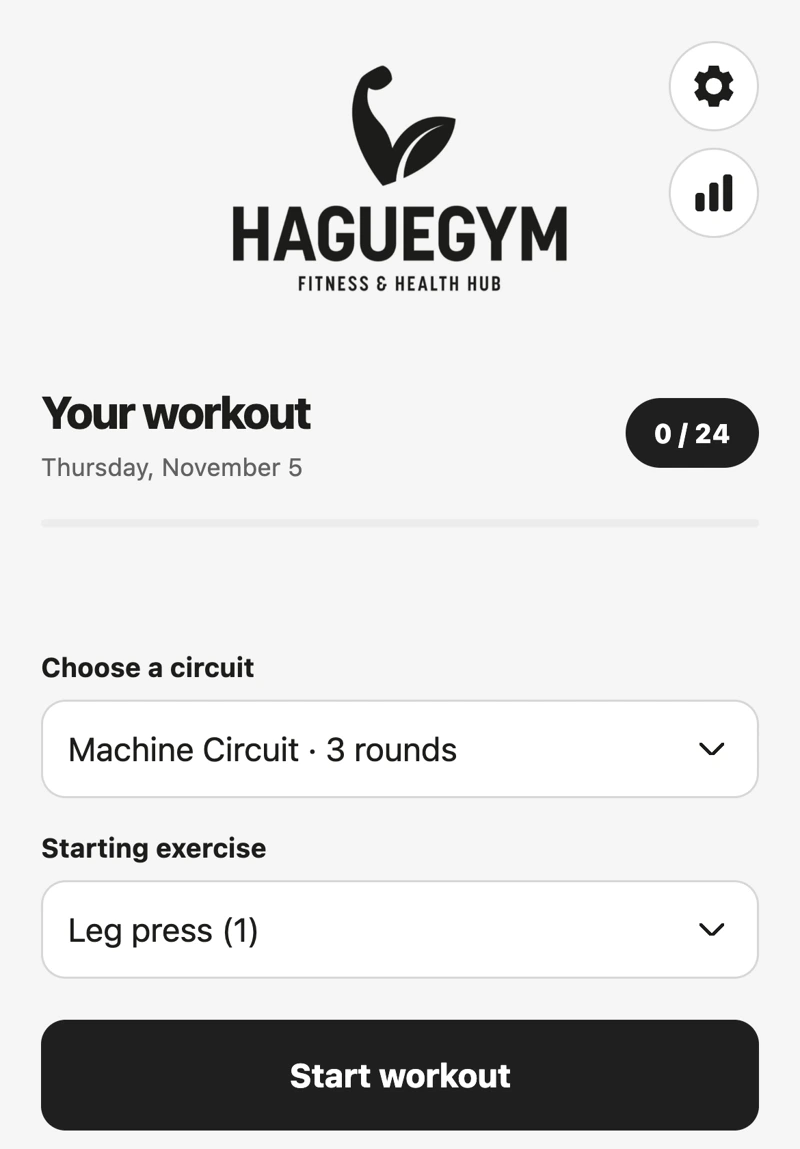 HAGUEGYM
FITNESS & HEALTH HUB
Your workout
Thursday, November 5
0 / 24
Choose a circuit
Machine Circuit · 3 rounds
Starting exercise
Leg press (1)
Start workout